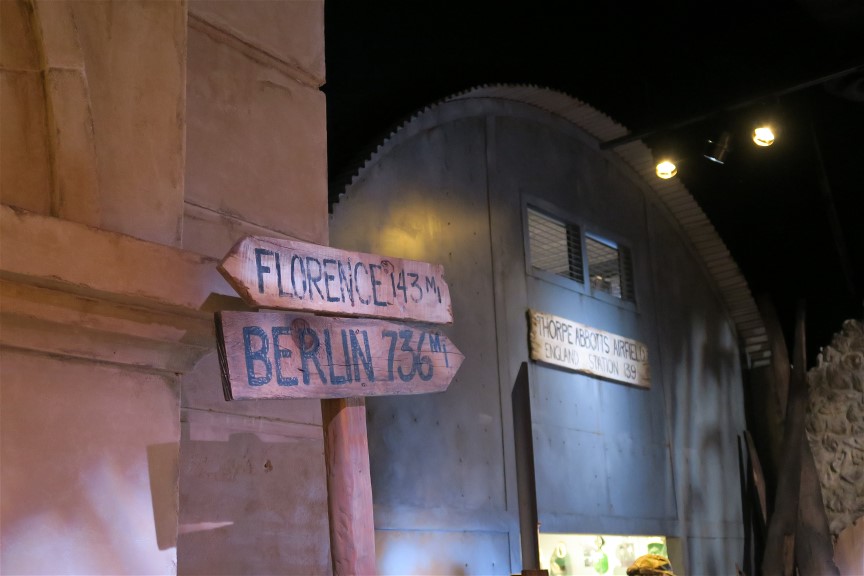 FLORENCE 143 MI
BERLIN 736 MI
THORPE ABBOTTS AIRFIELD
ENGLAND STATION 139